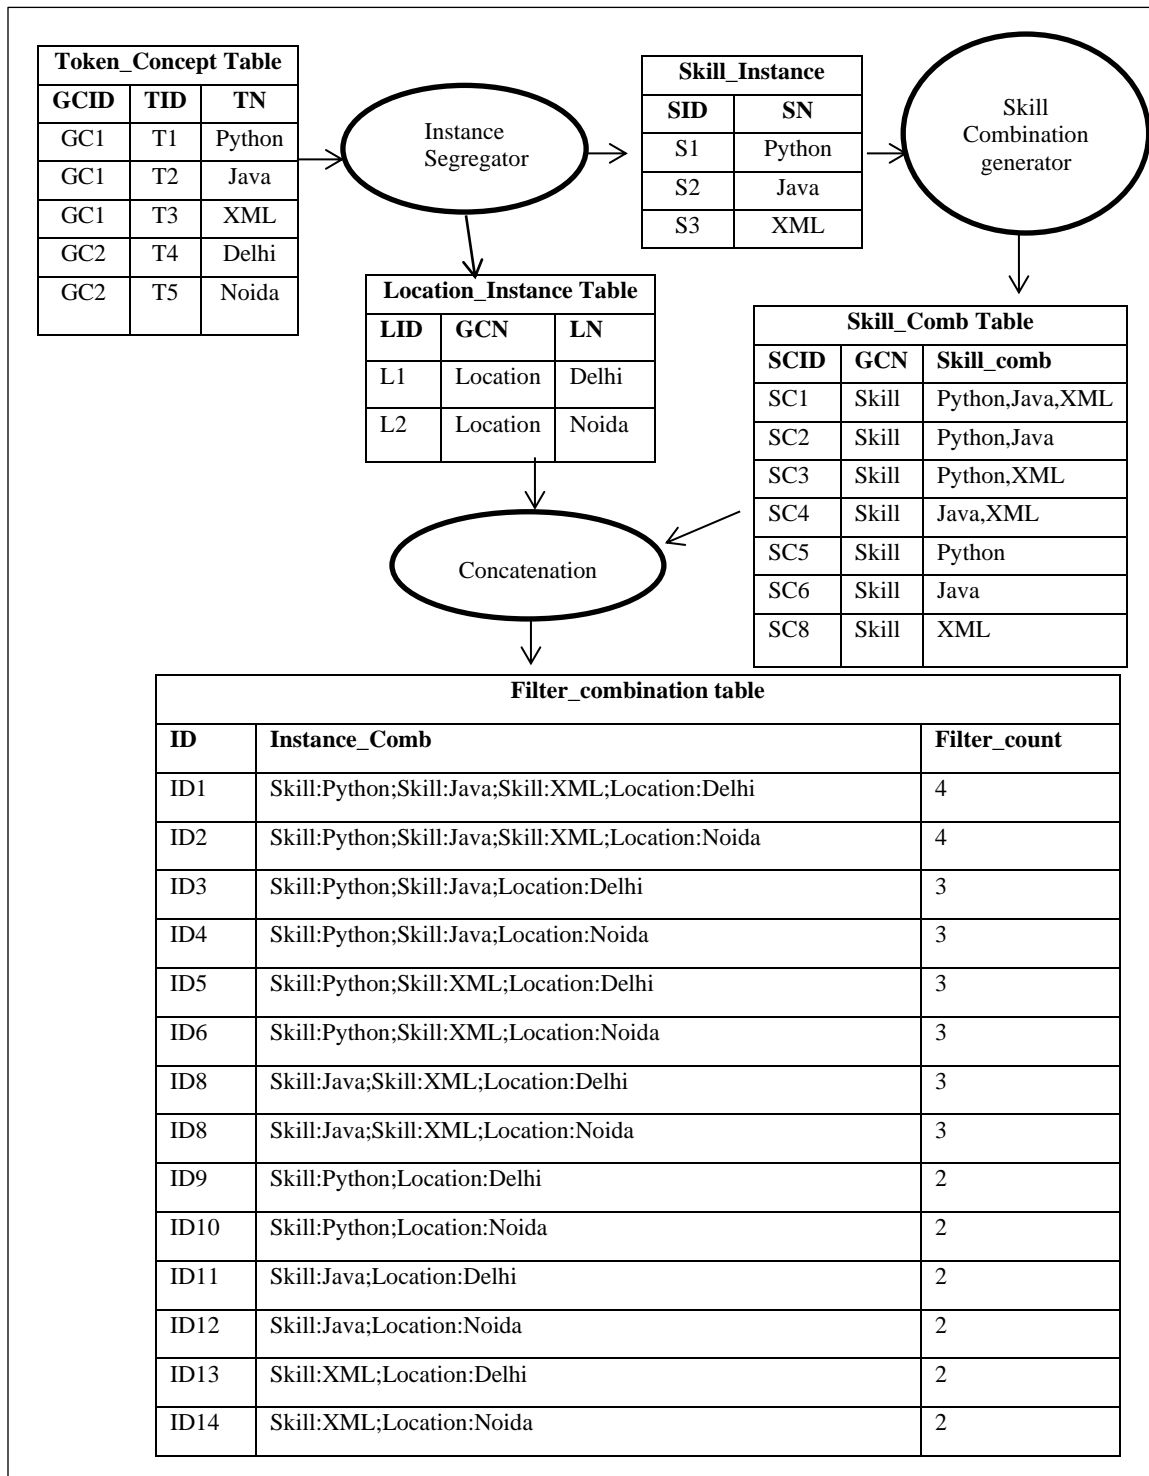 Token_Concept Table
GCID TID TN
GC1 T1 Python
GC1 T2 Java
GC1 T3 XML
GC2 T4 Delhi
GC2 T5 Noida
Instance
Segregator
Skill_Instance
SID SN
S1 Python
S2 Java
S3 XML
Skill
Combination
generator
Location_Instance Table
LID GCN LN
L1 Location Delhi
L2 Location Noida
Skill_Comb Table
SCID GCN Skill_comb
SC1 Skill Python,Java,XML
SC2 Skill Python,Java
SC3 Skill Python,XML
SC4 Skill Java,XML
SC5 Skill Python
SC6 Skill Java
SC8 Skill XML
Concatenation
Filter_combination table
ID Instance_Comb Filter_count
ID1 Skill:Python;Skill:Java;Skill:XML;Location:Delhi 4
ID2 Skill:Python;Skill:Java;Skill:XML;Location:Noida 4
ID3 Skill:Python;Skill:Java;Location:Delhi 3
ID4 Skill:Python;Skill:Java;Location:Noida 3
ID5 Skill:Python;Skill:XML;Location:Delhi 3
ID6 Skill:Python;Skill:XML;Location:Noida 3
ID8 Skill:Java;Skill:XML;Location:Delhi 3
ID8 Skill:Java;Skill:XML;Location:Noida 3
ID9 Skill:Python;Location:Delhi 2
ID10 Skill:Python;Location:Noida 2
ID11 Skill:Java;Location:Delhi 2
ID12 Skill:Java;Location:Noida 2
ID13 Skill:XML;Location:Delhi 2
ID14 Skill:XML;Location:Noida 2